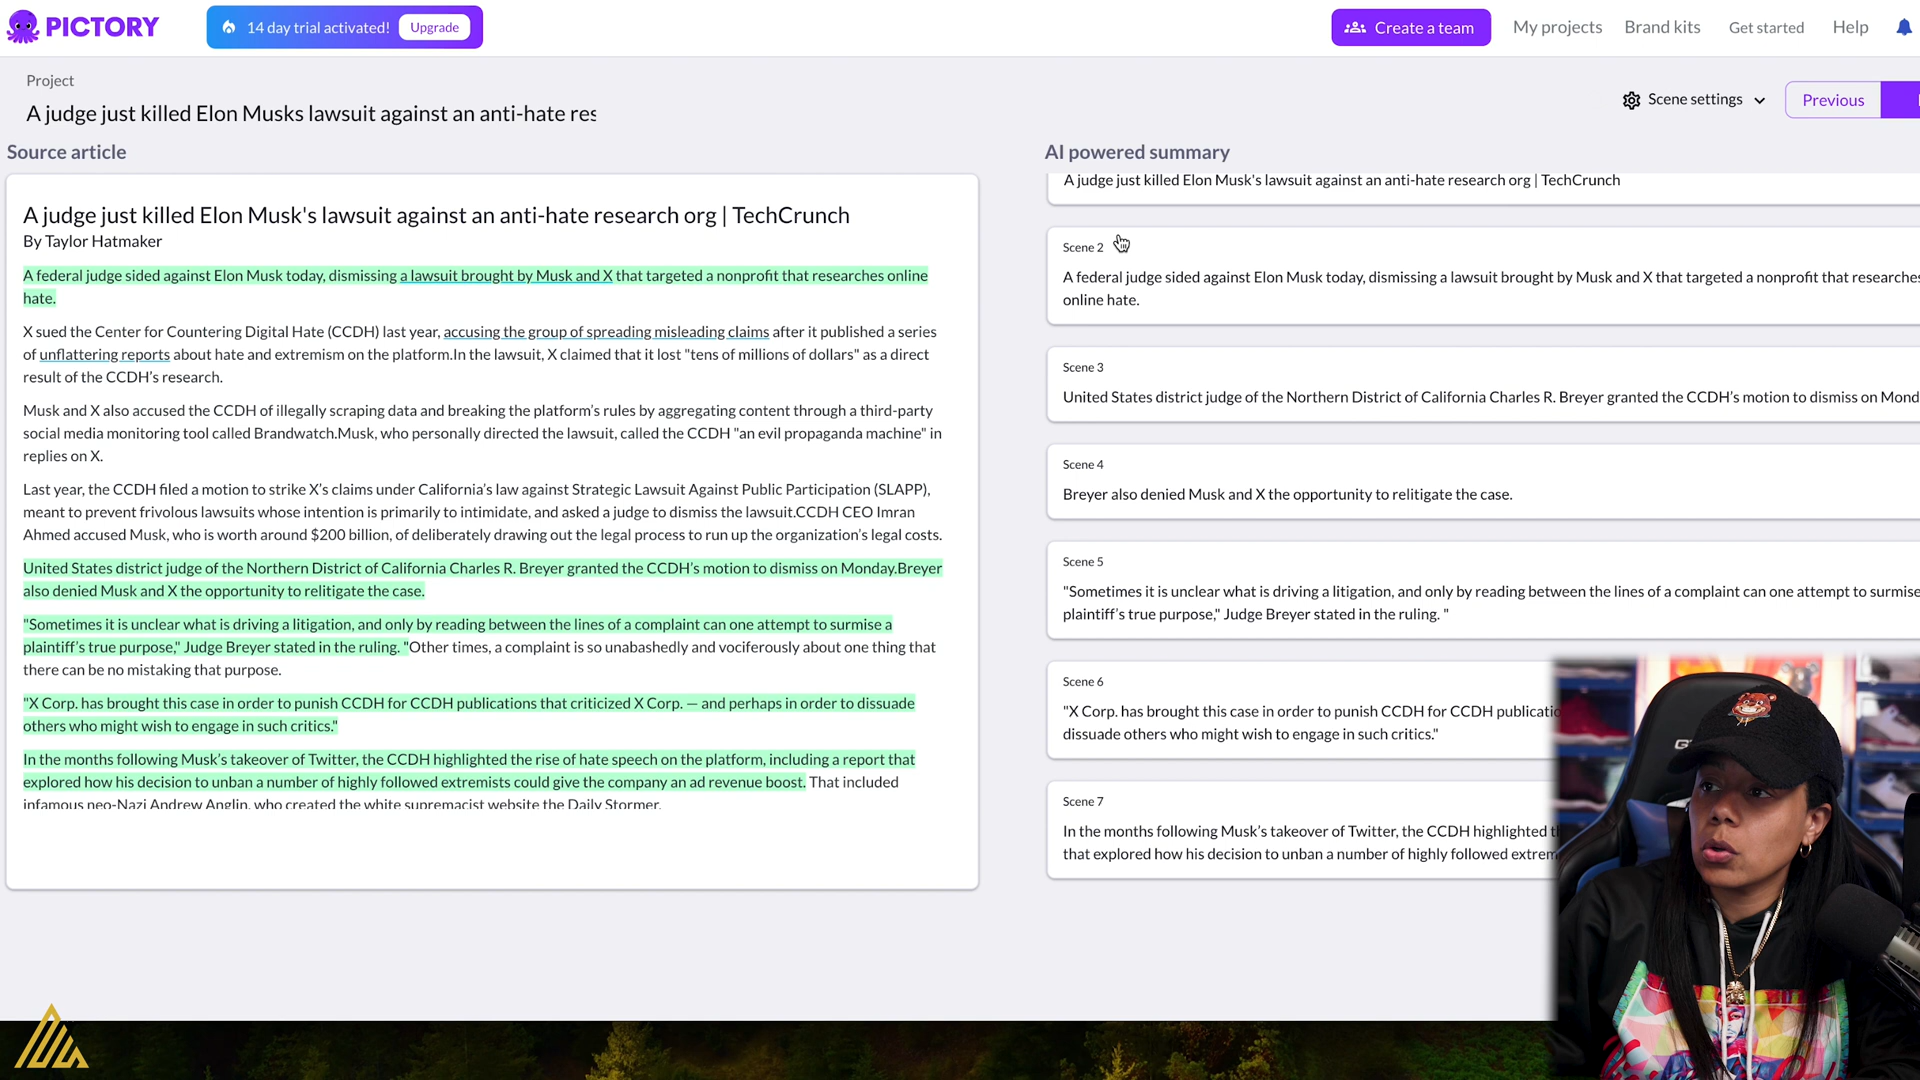 PICTORY
14 day trial activated! Upgrade
Create a team My projects Brand kits Get started Help
Project
A judge just killed Elon Musks lawsuit against an anti-hate res
Scene settings Previous
Source article
A judge just killed Elon Musk's lawsuit against an anti-hate research org | TechCrunch
By Taylor Hatmaker
A federal judge sided against Elon Musk today, dismissing a lawsuit brought by Musk and X that targeted a nonprofit that researches online
hate.
X sued the Center for Countering Digital Hate (CCDH) last year, accusing the group of spreading misleading claims after it published a series
of unflattering reports about hate and extremism on the platform.In the lawsuit, X claimed that it lost "tens of millions of dollars" as a direct
result of the CCDH’s research.
Musk and X also accused the CCDH of illegally scraping data and breaking the platform’s rules by aggregating content through a third-party
social media monitoring tool called Brandwatch.Musk, who personally directed the lawsuit, called the CCDH "an evil propaganda machine" in
replies on X.
Last year, the CCDH filed a motion to strike X’s claims under California’s law against Strategic Lawsuit Against Public Participation (SLAPP),
meant to prevent frivolous lawsuits whose intention is primarily to intimidate, and asked a judge to dismiss the lawsuit.CCDH CEO Imran
Ahmed accused Musk, who is worth around $200 billion, of deliberately drawing out the legal process to run up the organization’s legal costs.
United States district judge of the Northern District of California Charles R. Breyer granted the CCDH’s motion to dismiss on Monday.Breyer
also denied Musk and X the opportunity to relitigate the case.
"Sometimes it is unclear what is driving a litigation, and only by reading between the lines of a complaint can one attempt to surmise a
plaintiff’s true purpose," Judge Breyer stated in the ruling. "Other times, a complaint is so unabashedly and vociferously about one thing that
there can be no mistaking that purpose.
"X Corp. has brought this case in order to punish CCDH for CCDH publications that criticized X Corp. — and perhaps in order to dissuade
others who might wish to engage in such critics."
In the months following Musk’s takeover of Twitter, the CCDH highlighted the rise of hate speech on the platform, including a report that
explored how his decision to unban a number of highly followed extremists could give the company an ad revenue boost. That included
infamous neo-Nazi Andrew Anglin, who created the white supremacist website the Daily Stormer.
AI powered summary
A judge just killed Elon Musk's lawsuit against an anti-hate research org | TechCrunch
Scene 2
A federal judge sided against Elon Musk today, dismissing a lawsuit brought by Musk and X that targeted a nonprofit that researches
online hate.
Scene 3
United States district judge of the Northern District of California Charles R. Breyer granted the CCDH’s motion to dismiss on Mond
Scene 4
Breyer also denied Musk and X the opportunity to relitigate the case.
Scene 5
"Sometimes it is unclear what is driving a litigation, and only by reading between the lines of a complaint can one attempt to surmise
plaintiff’s true purpose," Judge Breyer stated in the ruling. "
Scene 6
"X Corp. has brought this case in order to punish CCDH for CCDH publicatio
dissuade others who might wish to engage in such critics."
Scene 7
In the months following Musk’s takeover of Twitter, the CCDH highlighted
that explored how his decision to unban a number of highly followed extrem